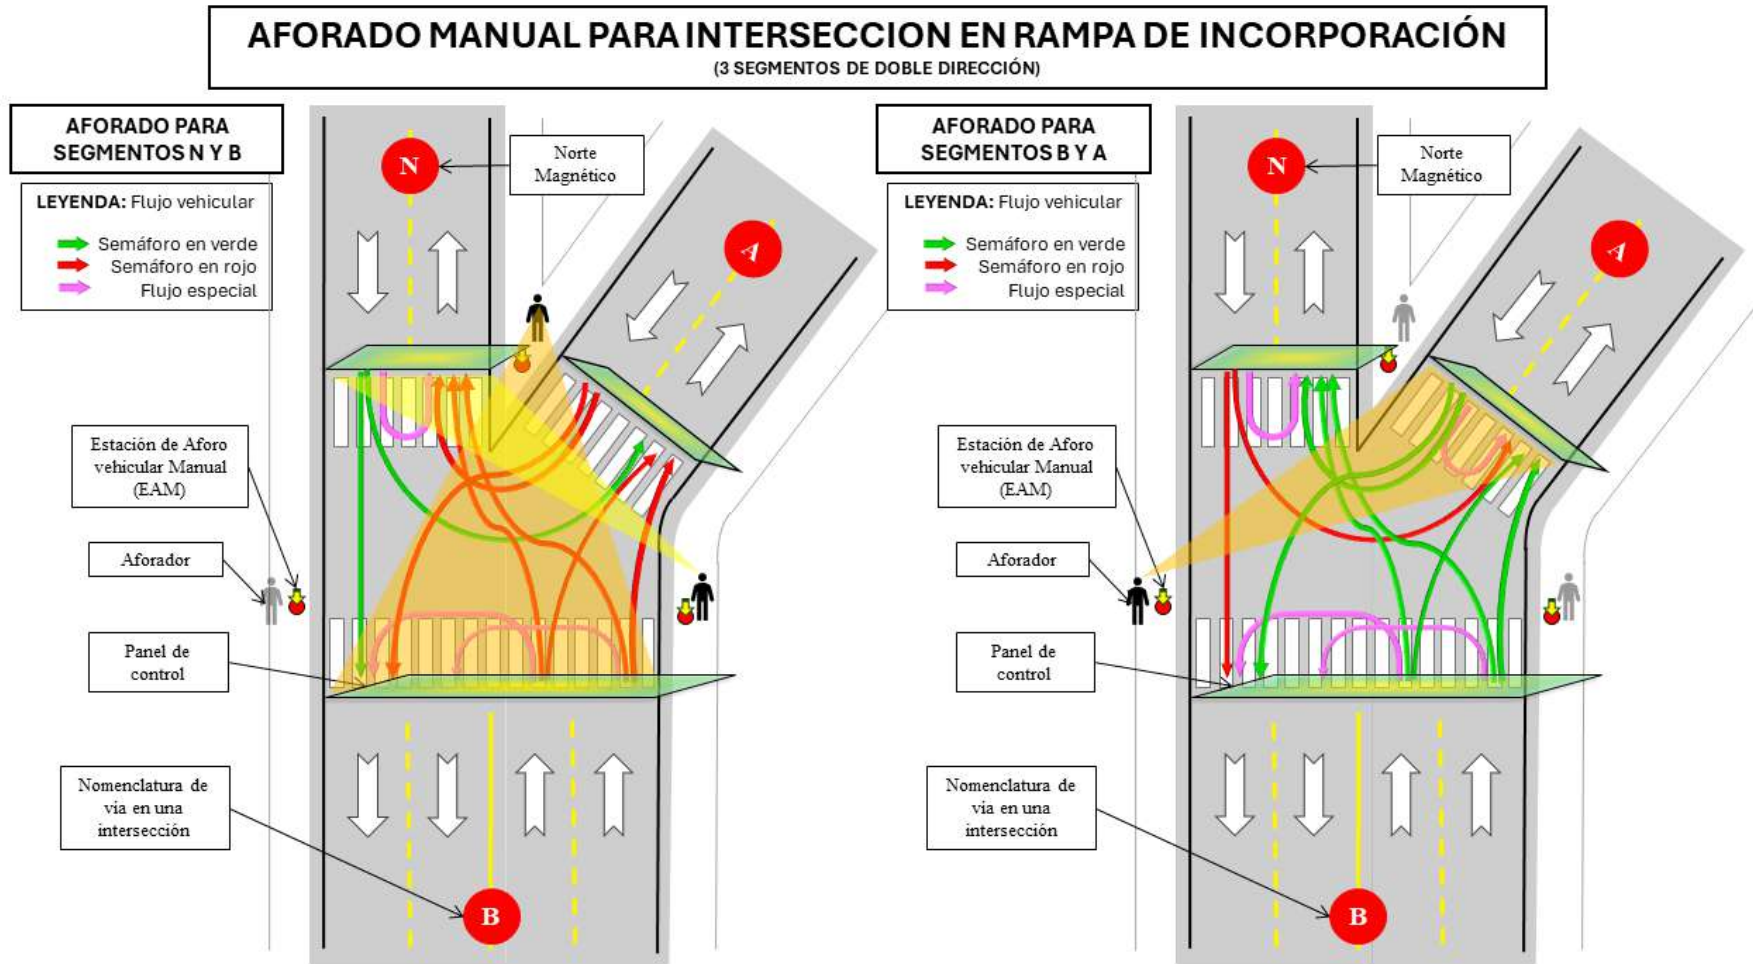 AFORADO MANUAL PARA INTERSECCION EN RAMPA DE INCORPORACIÓN
(3 SEGMENTOS DE DOBLE DIRECCIÓN)
AFORADO PARA
SEGMENTOS N Y B
LEYENDA: Flujo vehicular
Semáforo en verde
Semáforo en rojo
Flujo especial
N
Norte
Magnético
A
Estación de Aforo
vehicular Manual
(EAM)
Aforador
Panel de
control
Nomenclatura de
vía en una
intersección
B
AFORADO PARA
SEGMENTOS B Y A
LEYENDA: Flujo vehicular
Semáforo en verde
Semáforo en rojo
Flujo especial
N
Norte
Magnético
A
Estación de Aforo
vehicular Manual
(EAM)
Aforador
Panel de
control
Nomenclatura de
vía en una
intersección
B